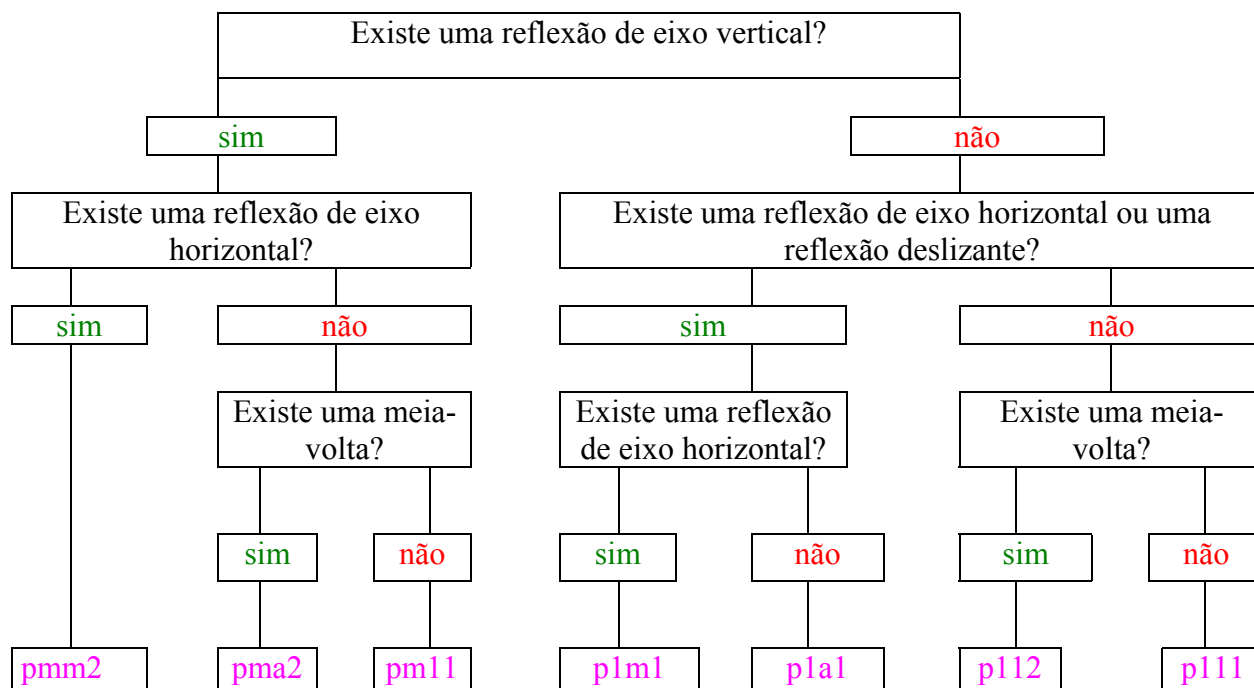 Existe uma reflexão de eixo vertical?
sim
não
Existe uma reflexão de eixo
horizontal?
Existe uma reflexão de eixo horizontal ou uma
reflexão deslizante?
sim
não
sim
não
Existe uma meia-
volta?
Existe uma reflexão
de eixo horizontal?
Existe uma meia-
volta?
sim
não
sim
não
sim
não
pmm2
pma2
pm11
p1m1
p1a1
p112
p111